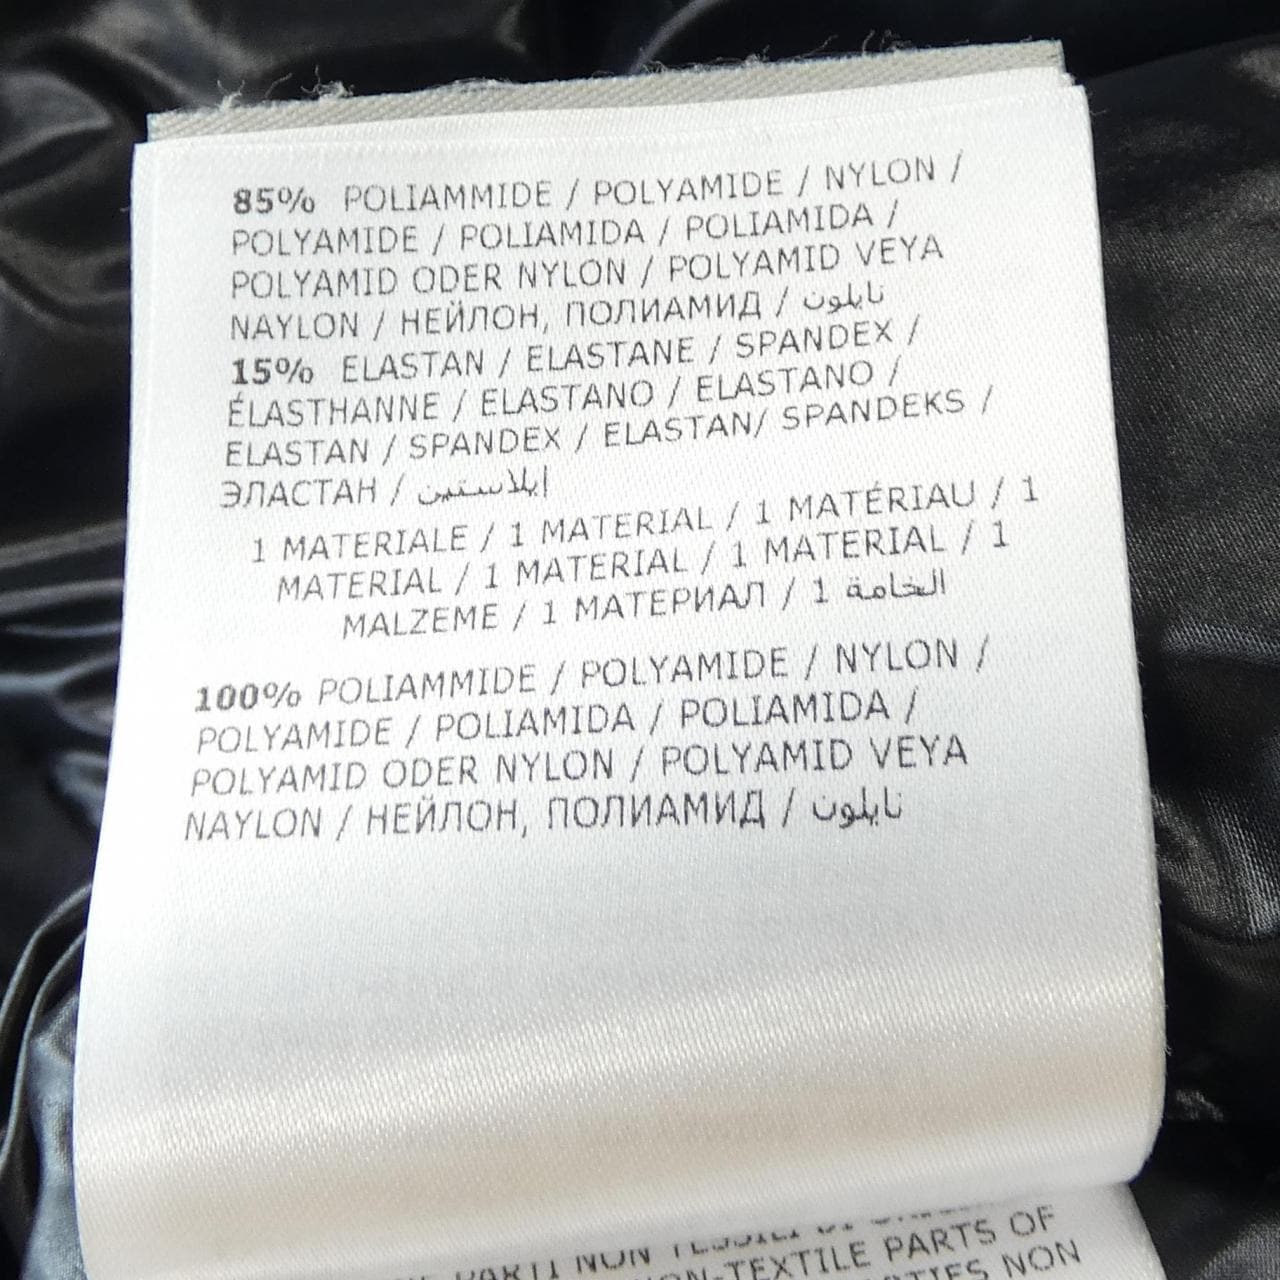 85% POLIAMMIDE / POLYAMIDE / NYLON /
POLYAMIDE / POLIAMIDA / POLIAMIDA /
POLYAMID ODER NYLON / POLYAMID VEYA
NAYLON / НЕЙЛОН, ПОЛИАМИД / نايلون
15% ELASTAN / ELASTANE / SPANDEX /
ÉLASTHANNE / ELASTANO / ELASTANO /
ELASTAN / SPANDEX / ELASTAN/ SPANDEKS /
ЭЛАСТАН / إيلاستين
1 MATERIALE / 1 MATERIAL / 1 MATÉRIAU / 1
MATERIAL / 1 MATERIAL / 1 MATERIAL / 1
MALZEME / 1 МАТЕРИАЛ / 1 الخامة
100% POLIAMMIDE / POLYAMIDE / NYLON /
POLYAMIDE / POLIAMIDA / POLIAMIDA /
POLYAMID ODER NYLON / POLYAMID VEYA
NAYLON / НЕЙЛОН, ПОЛИАМИД / نايلون
PARTI NON
NON-TEXTILE PARTS OF
NON